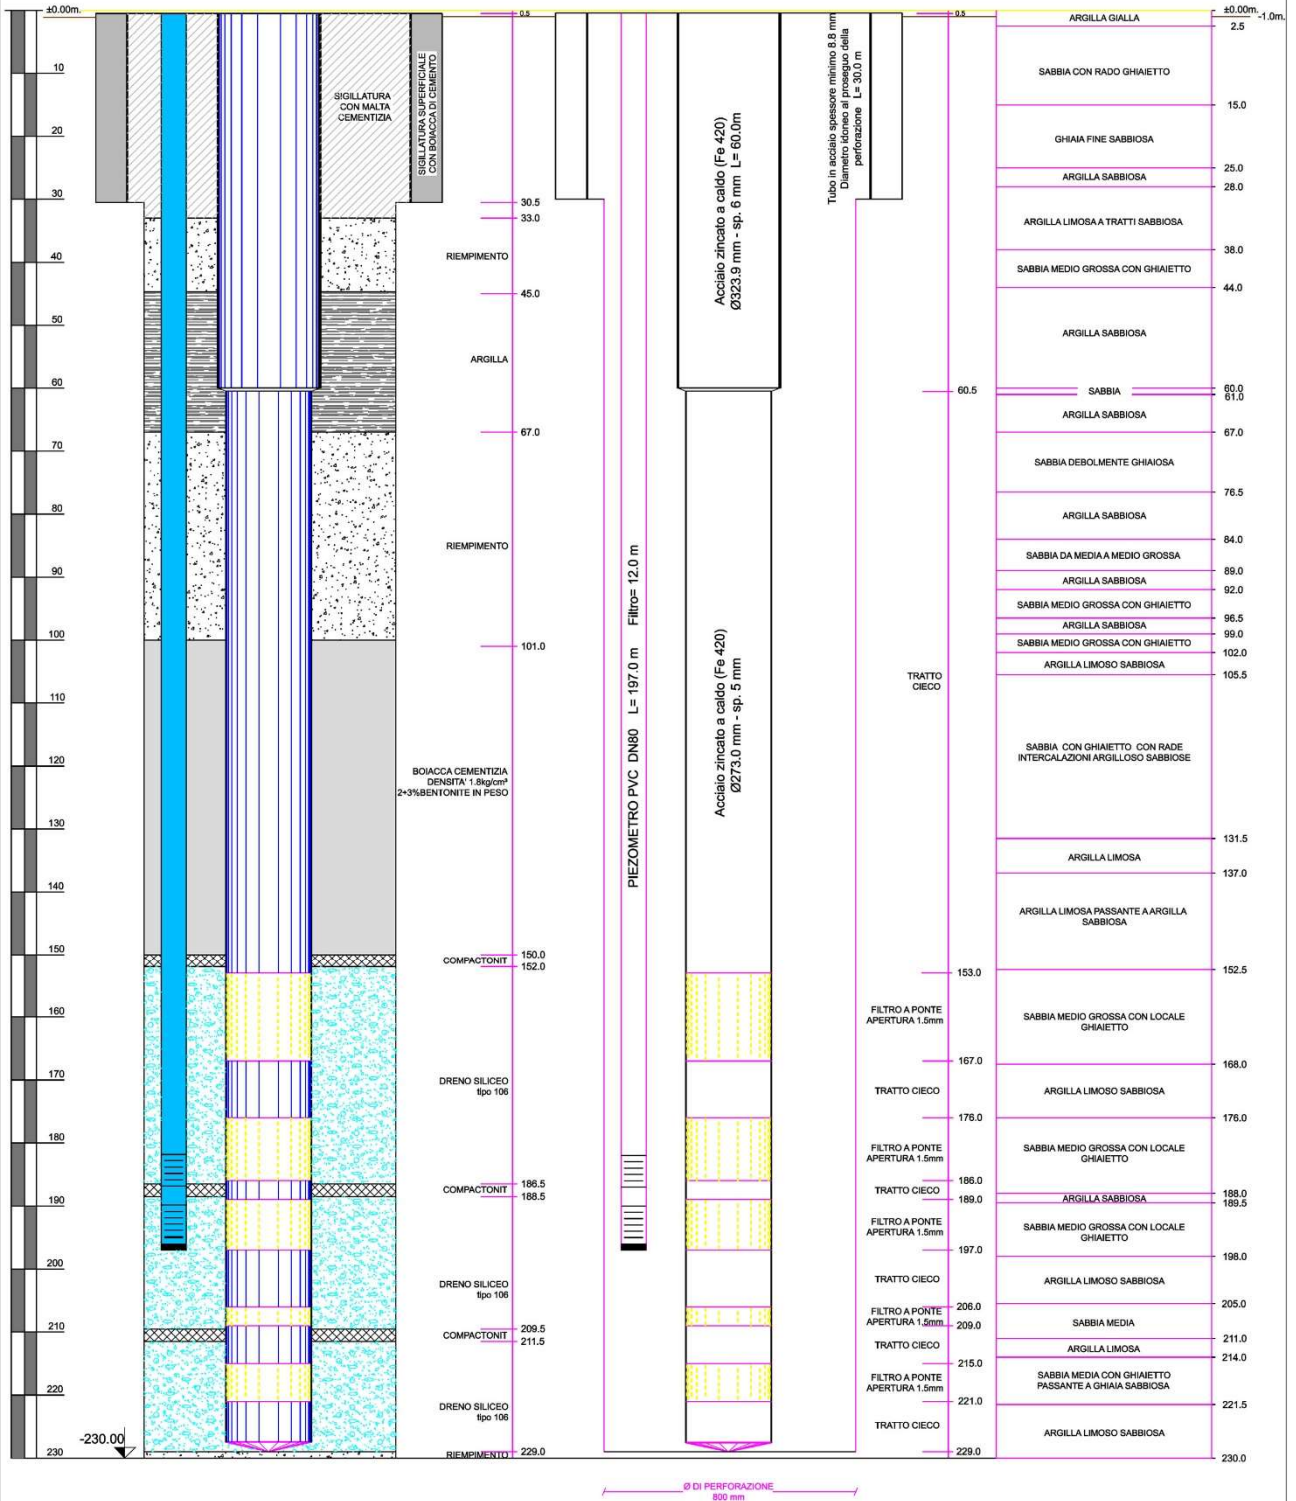 ±0.00m.
10
20
30
40
50
60
70
80
90
100
110
120
130
140
150
160
170
180
190
200
210
220
230
-230.00
SIGILLATURA
CON MALTA
CEMENTIZIA
SIGILLATURA SUPERFICIALE
CON BOIACCA DI CEMENTO
RIEMPIMENTO
ARGILLA
RIEMPIMENTO
BOIACCA CEMENTIZIA
DENSITA' 1.8kg/cm³
2÷3%BENTONITE IN PESO
COMPACTONIT
DRENO SILICEO
tipo 106
COMPACTONIT
DRENO SILICEO
tipo 106
COMPACTONIT
DRENO SILICEO
tipo 106
RIEMPIMENTO
0.5
30.5
33.0
45.0
67.0
101.0
150.0
152.0
186.5
188.5
209.5
211.5
229.0
PIEZOMETRO PVC DN80 L= 197.0 m Filtro= 12.0 m
Acciaio zincato a caldo (Fe 420)
Ø323.9 mm - sp. 6 mm L= 60.0m
Acciaio zincato a caldo (Fe 420)
Ø273.0 mm - sp. 5 mm
Tubo in acciaio spessore minimo 8.8 mm
Diametro idoneo al proseguo della
perforazione L= 30.0 m
Ø DI PERFORAZIONE
800 mm
TRATTO
CIECO
FILTRO A PONTE
APERTURA 1.5mm
TRATTO CIECO
FILTRO A PONTE
APERTURA 1.5mm
TRATTO CIECO
FILTRO A PONTE
APERTURA 1.5mm
TRATTO CIECO
FILTRO A PONTE
APERTURA 1.5mm
TRATTO CIECO
FILTRO A PONTE
APERTURA 1.5mm
TRATTO CIECO
0.5
60.5
153.0
167.0
176.0
186.0
189.0
197.0
206.0
209.0
215.0
221.0
229.0
ARGILLA GIALLA
SABBIA CON RADO GHIAIETTO
GHIAIA FINE SABBIOSA
ARGILLA SABBIOSA
ARGILLA LIMOSA A TRATTI SABBIOSA
SABBIA MEDIO GROSSA CON GHIAIETTO
ARGILLA SABBIOSA
SABBIA
ARGILLA SABBIOSA
SABBIA DEBOLMENTE GHIAIOSA
ARGILLA SABBIOSA
SABBIA DA MEDIA A MEDIO GROSSA
ARGILLA SABBIOSA
SABBIA MEDIO GROSSA CON GHIAIETTO
ARGILLA SABBIOSA
SABBIA MEDIO GROSSA CON GHIAIETTO
ARGILLA LIMOSO SABBIOSA
SABBIA CON GHIAIETTO CON RADE
INTERCALAZIONI ARGILLOSO SABBIOSE
ARGILLA LIMOSA
ARGILLA LIMOSA PASSANTE A ARGILLA
SABBIOSA
SABBIA MEDIO GROSSA CON LOCALE
GHIAIETTO
ARGILLA LIMOSO SABBIOSA
SABBIA MEDIO GROSSA CON LOCALE
GHIAIETTO
ARGILLA SABBIOSA
SABBIA MEDIO GROSSA CON LOCALE
GHIAIETTO
ARGILLA LIMOSO SABBIOSA
SABBIA MEDIA
ARGILLA LIMOSA
SABBIA MEDIA CON GHIAIETTO
PASSANTE A GHIAIA SABBIOSA
ARGILLA LIMOSO SABBIOSA
±0.00m.
-1.0m.
2.5
15.0
25.0
28.0
38.0
44.0
60.0
61.0
67.0
76.5
84.0
89.0
92.0
96.5
99.0
102.0
105.5
131.5
137.0
152.5
168.0
176.0
188.0
189.5
198.0
205.0
211.0
214.0
221.5
230.0